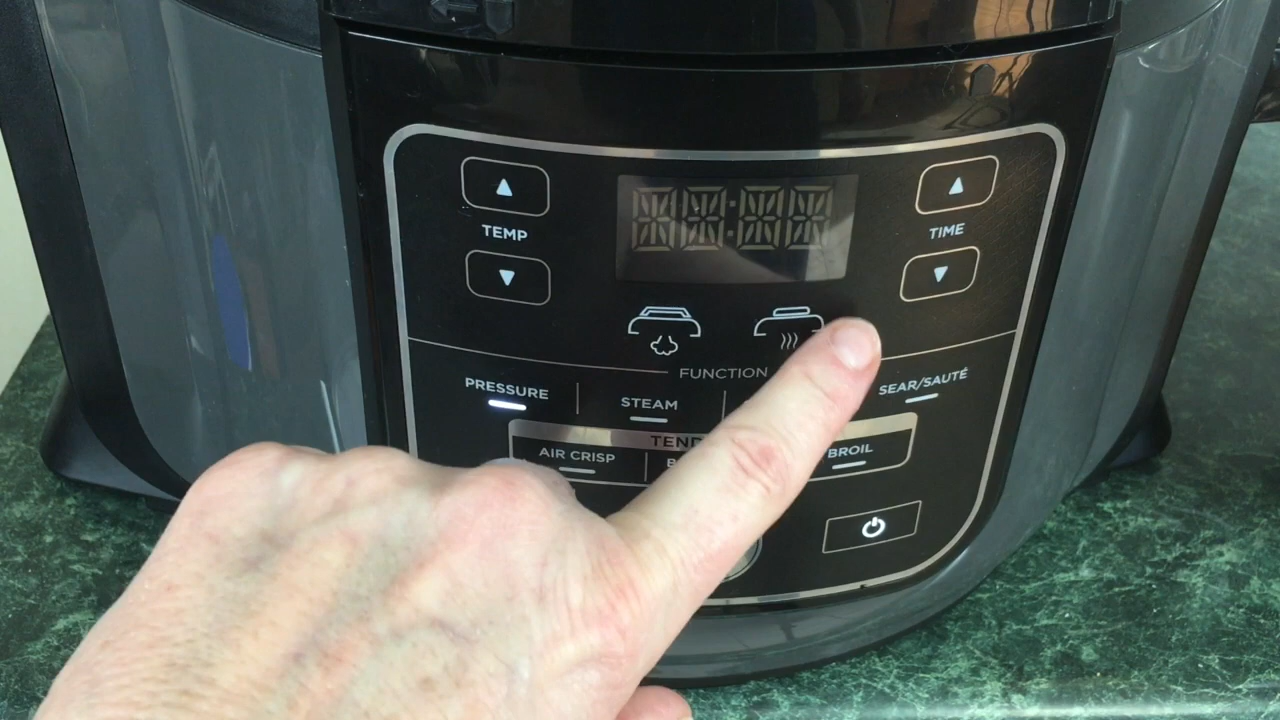 TEMP
TIME
FUNCTION
PRESSURE
STEAM
SEAR/SAUTÉ
AIR CRISP
BROIL